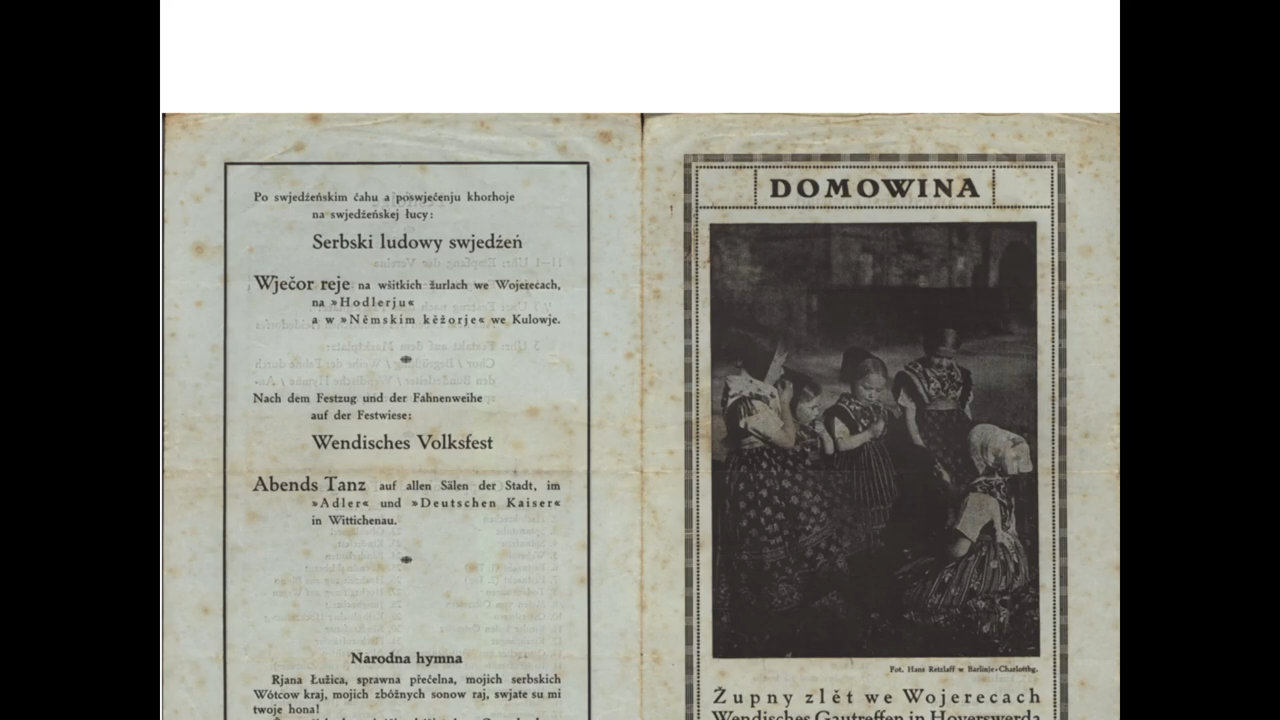 Po swjedźeńskim ćahu a poswjećenju khorhoje
na swjedźeńskej łucy:
Serbski ludowy swjedźeń
Wječor reje na wšitkich žurlach we Wojerecach,
na »Hodlerju«
a w »Němskim kěžorje« we Kulowje.
Nach dem Festzug und der Fahnenweihe
auf der Festwiese:
Wendisches Volksfest
Abends Tanz auf allen Sälen der Stadt, im
»Adler« und »Deutschen Kaiser«
in Wittichenau.
Narodna hymna
Rjana Łužica, sprawna přećelna, mojich serbskich
Wótcow kraj, mojich zbóžnych sonow raj, swjate su mi
twoje hona!
DOMOWINA
Fot. Hans Retzlaff w Barlinje-Charlottbg.
Župny zlět we Wojerecach
Wendisches Gautreffen in Hoyerswerda